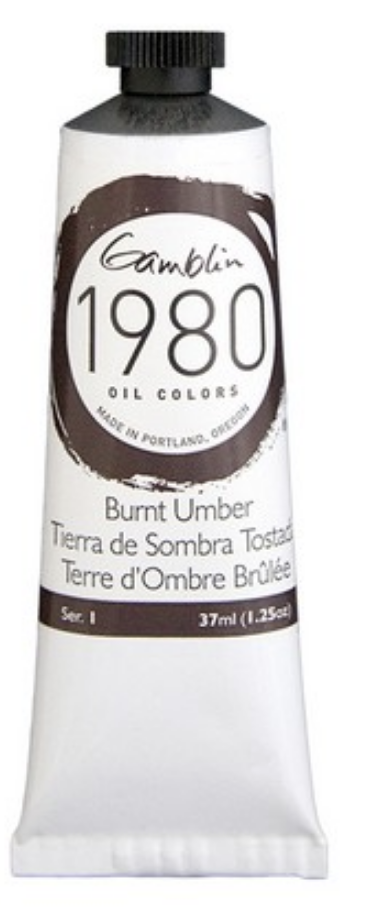 Gamblin
1980
OIL COLORS
MADE IN PORTLAND, OREGON
Burnt Umber
Tierra de Sombra Tostad
Terre d'Ombre Brûlée
Ser. 1 37ml (1.25oz)